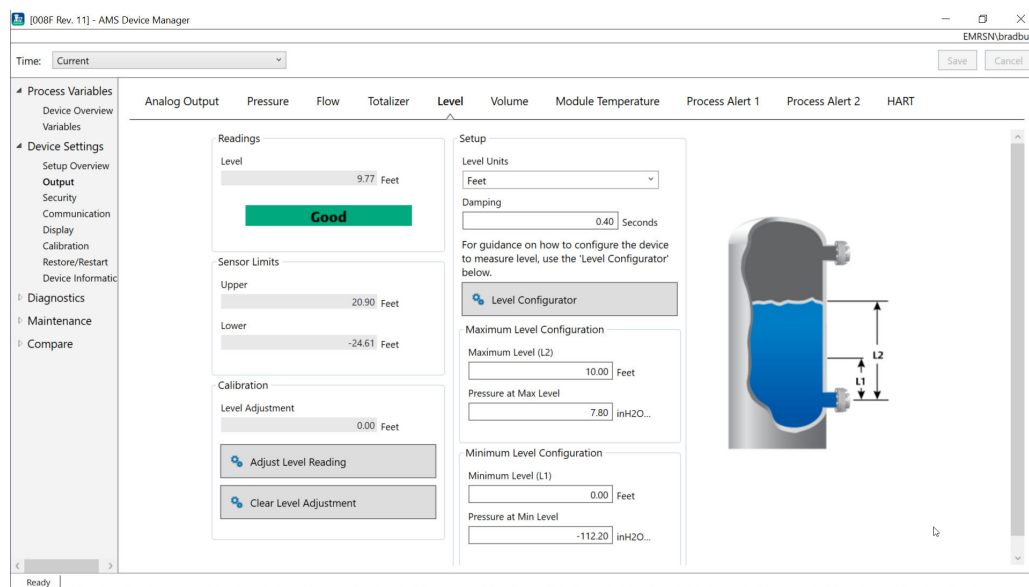 [008F Rev. 11] - AMS Device Manager
EMRSN\bradbu
Time: Current
Save Cancel
Process Variables
Device Overview
Variables
Device Settings
Setup Overview
Output
Security
Communication
Display
Calibration
Restore/Restart
Device Informatic
Diagnostics
Maintenance
Compare
Analog Output Pressure Flow Totalizer Level Volume Module Temperature Process Alert 1 Process Alert 2 HART
Readings
Level
9.77 Feet
Good
Sensor Limits
Upper
20.90 Feet
Lower
-24.61 Feet
Calibration
Level Adjustment
0.00 Feet
Adjust Level Reading
Clear Level Adjustment
Setup
Level Units
Feet
Damping
0.40 Seconds
For guidance on how to configure the device
to measure level, use the 'Level Configurator'
below.
Level Configurator
Maximum Level Configuration
Maximum Level (L2)
10.00 Feet
Pressure at Max Level
7.80 inH2O...
Minimum Level Configuration
Minimum Level (L1)
0.00 Feet
Pressure at Min Level
-112.20 inH2O...
L2
L1
Ready